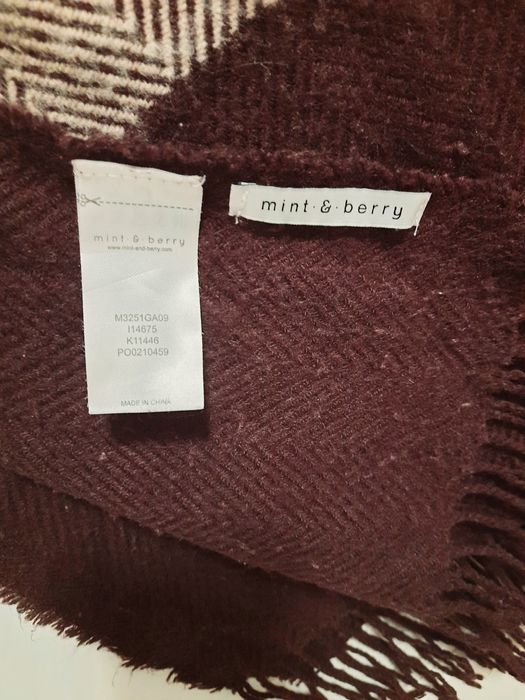 mint·&·berry
www.mint-and-berry.com
M3251GA09
I14675
K11446
PO0210459
MADE IN CHINA
mint·&·berry